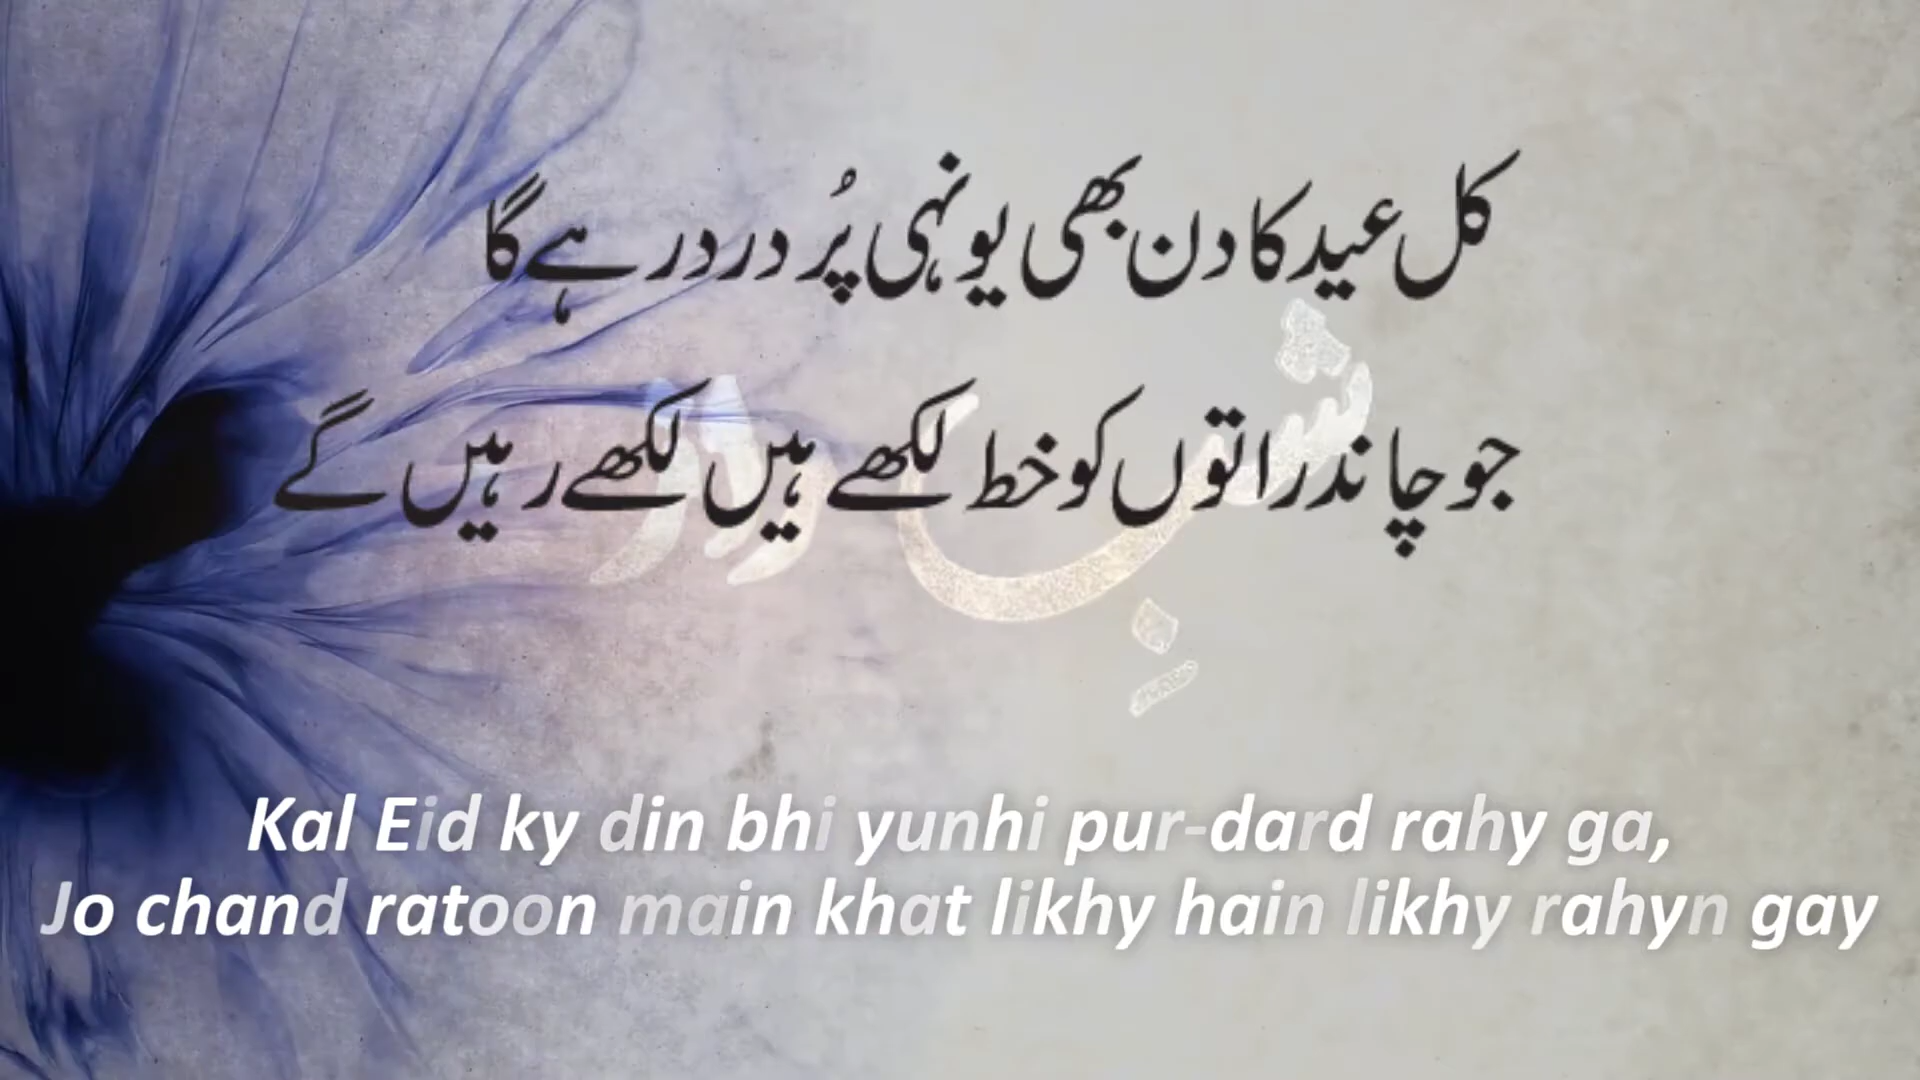 کل عید کا دن بھی یونہی پُر درد رہے گا
جو چاند راتوں کو خط لکھے ہیں لکھے رہیں گے
Kal Eid ky din bhi yunhi pur-dard rahy ga,
Jo chand ratoon main khat likhy hain likhy rahyn gay